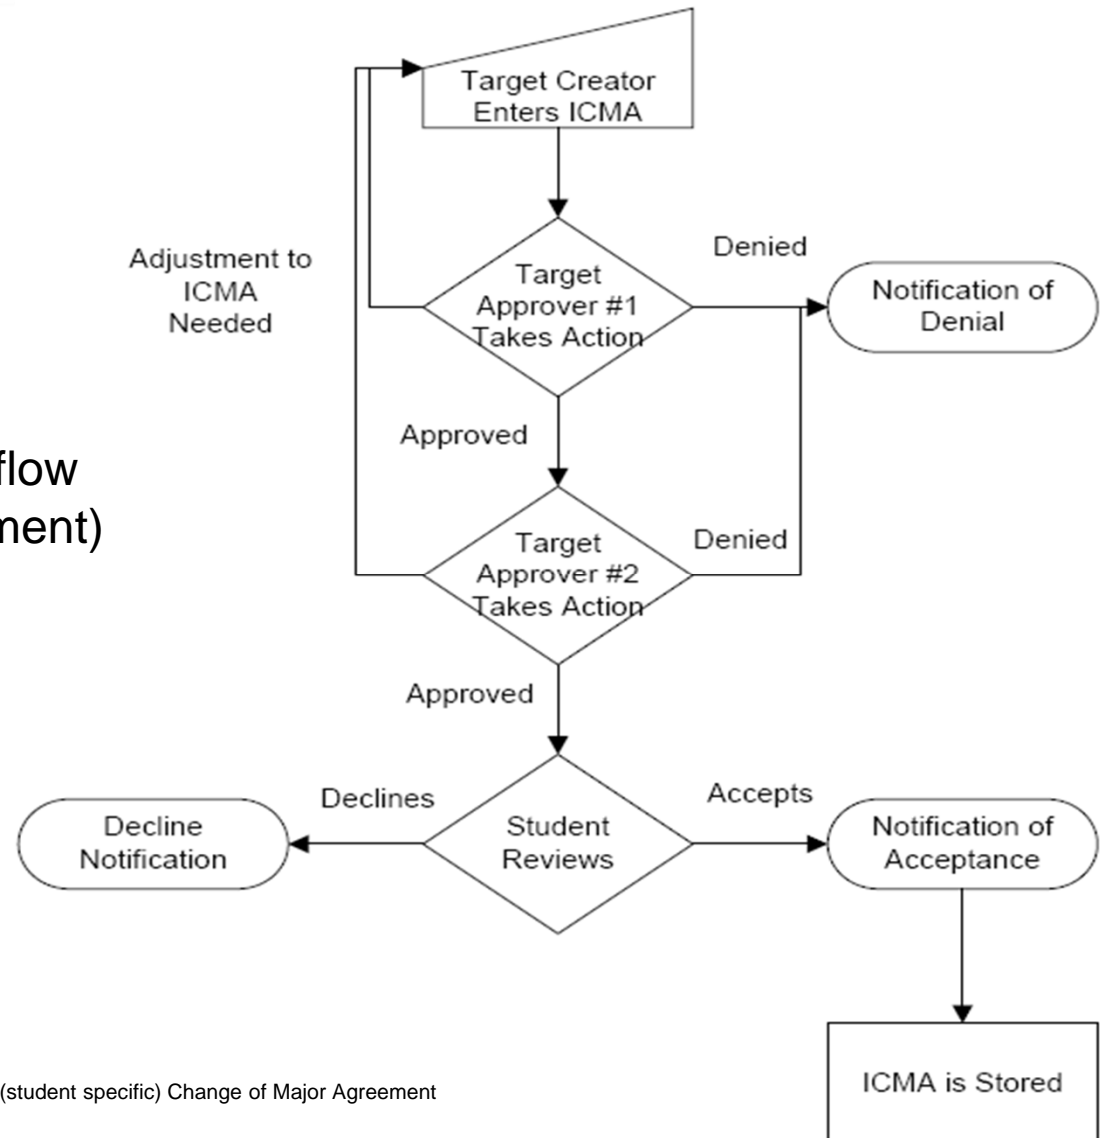 Target Creator
Enters ICMA
Adjustment to
ICMA
Needed
Target
Approver #1
Takes Action
Denied
Notification of
Denial
Approved
flow
ment)
Target
Approver #2
Takes Action
Denied
Approved
Declines
Accepts
Decline
Notification
Student
Reviews
Notification of
Acceptance
ICMA is Stored
(student specific) Change of Major Agreement